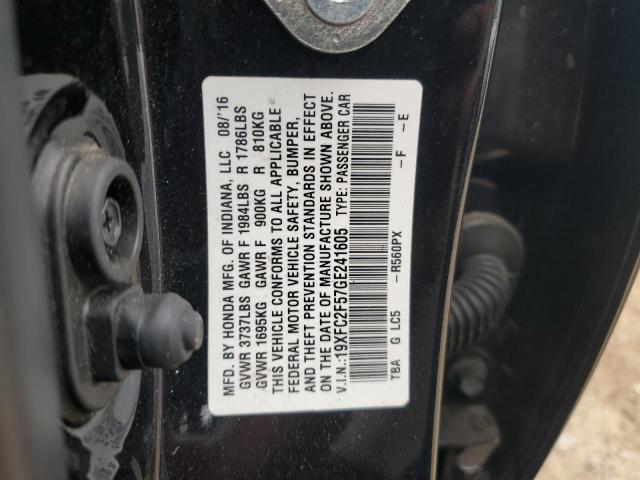 MFD. BY HONDA MFG. OF INDIANA, LLC 08/'16
GVWR 3737LBS GAWR F 1984LBS R 1786LBS
GVWR 1695KG GAWR F 900KG R 810KG
THIS VEHICLE CONFORMS TO ALL APPLICABLE
FEDERAL MOTOR VEHICLE SAFETY, BUMPER,
AND THEFT PREVENTION STANDARDS IN EFFECT
ON THE DATE OF MANUFACTURE SHOWN ABOVE.
V.I.N.:19XFC2F57GE241605 TYPE: PASSENGER CAR
TBA G LC5 -R560PX -F -E